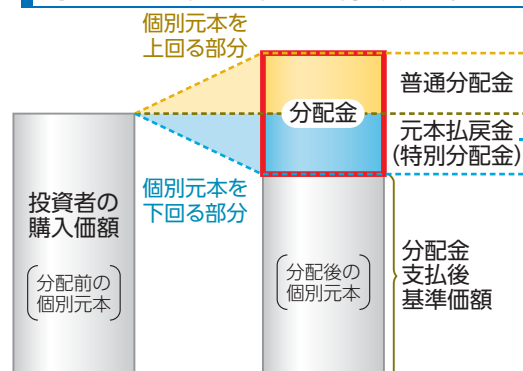 個別元本を
上回る部分
普通分配金
分配金
元本払戻金
(特別分配金)
個別元本を
下回る部分
投資者の
購入価額
分配前の
個別元本
分配後の
個別元本
分配金
支払後
基準価額